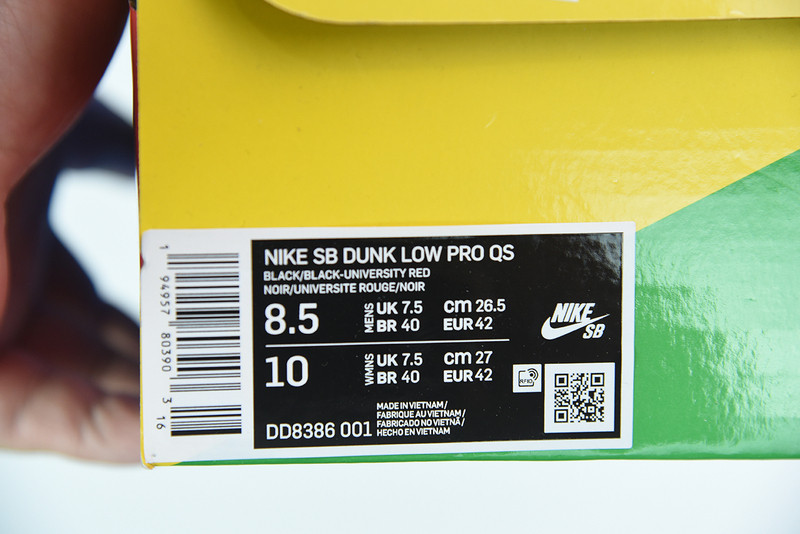 NIKE SB DUNK LOW PRO QS
BLACK/BLACK-UNIVERSITY RED
NOIR/UNIVERSITE ROUGE/NOIR
8.5 MENS UK 7.5 cm 26.5
BR 40 EUR 42
10 WMNS UK 7.5 cm 27
BR 40 EUR 42
NIKE
SB
RFID
DD8386 001
MADE IN VIETNAM/
FABRIQUE AU VIETNAM/
FABRICADO NO VIETNÃ/
HECHO EN VIETNAM
1 94957 80390 3 16